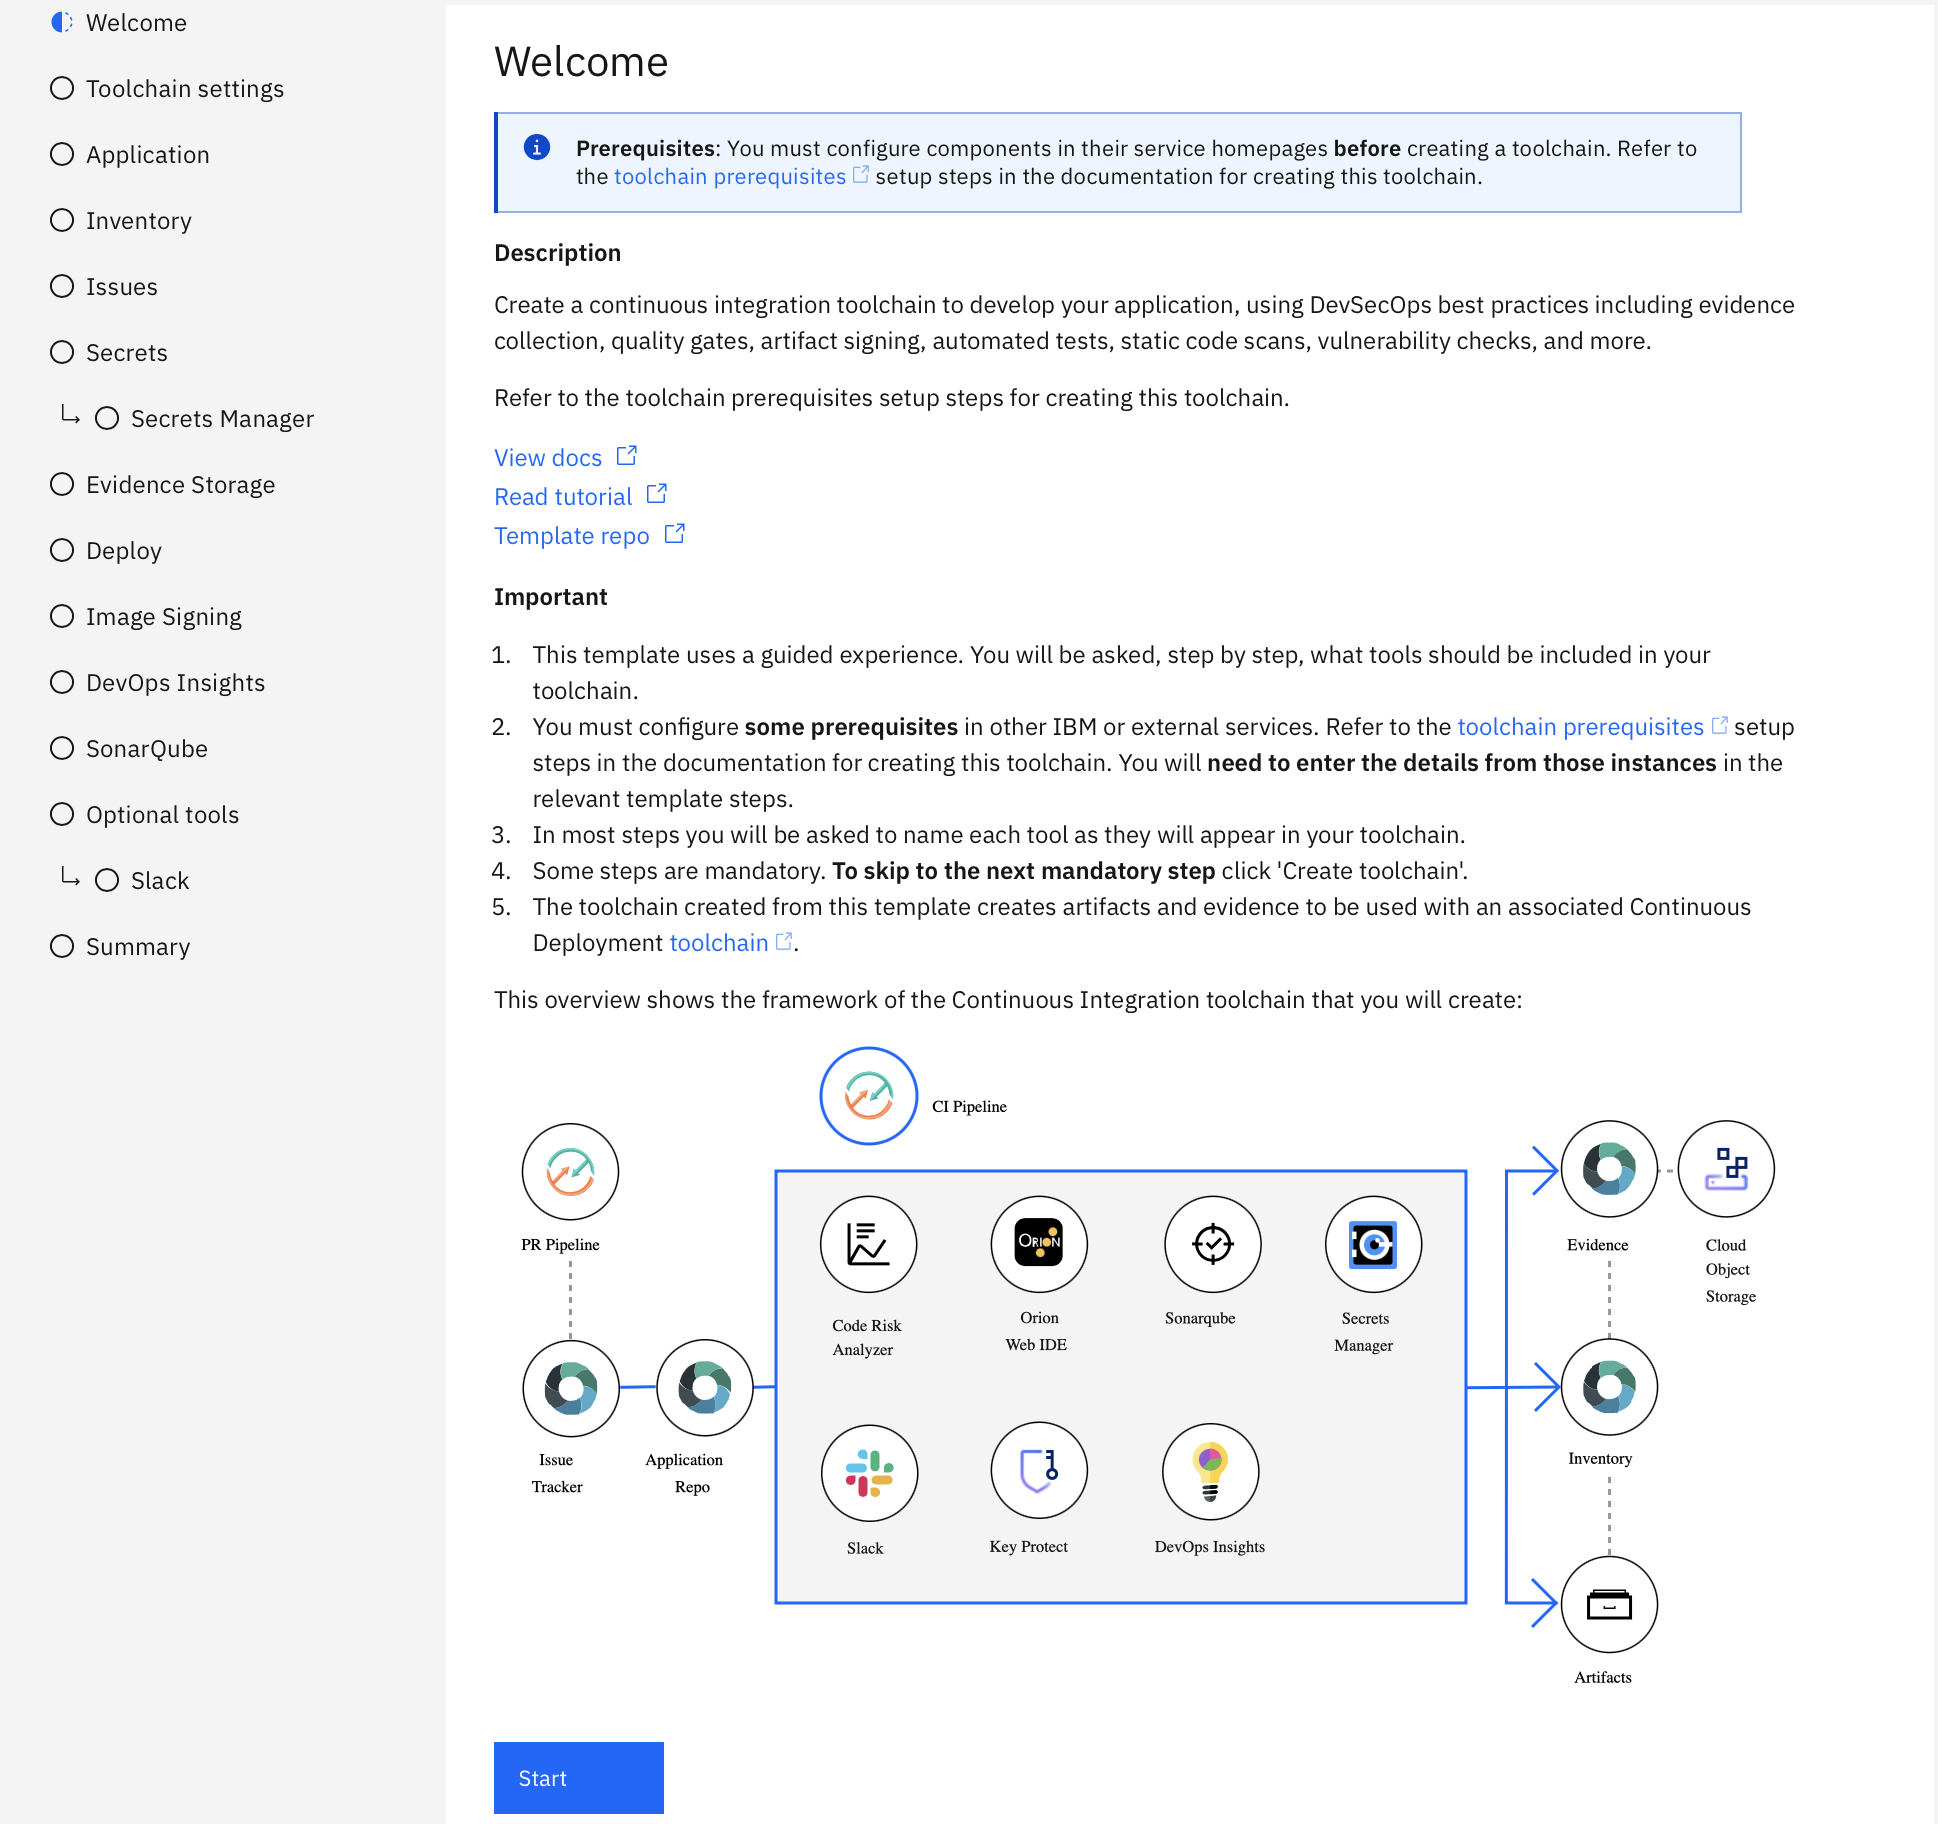 Welcome
Toolchain settings
Application
Inventory
Issues
Secrets
Secrets Manager
Evidence Storage
Deploy
Image Signing
DevOps Insights
SonarQube
Optional tools
Slack
Summary
Welcome
Prerequisites: You must configure components in their service homepages before creating a toolchain. Refer to
the toolchain prerequisites setup steps in the documentation for creating this toolchain.
Description
Create a continuous integration toolchain to develop your application, using DevSecOps best practices including evidence
collection, quality gates, artifact signing, automated tests, static code scans, vulnerability checks, and more.
Refer to the toolchain prerequisites setup steps for creating this toolchain.
View docs
Read tutorial
Template repo
Important
1. This template uses a guided experience. You will be asked, step by step, what tools should be included in your
toolchain.
2. You must configure some prerequisites in other IBM or external services. Refer to the toolchain prerequisites setup
steps in the documentation for creating this toolchain. You will need to enter the details from those instances in the
relevant template steps.
3. In most steps you will be asked to name each tool as they will appear in your toolchain.
4. Some steps are mandatory. To skip to the next mandatory step click 'Create toolchain'.
5. The toolchain created from this template creates artifacts and evidence to be used with an associated Continuous
Deployment toolchain.
This overview shows the framework of the Continuous Integration toolchain that you will create:
CI Pipeline
PR Pipeline
Issue
Tracker
Application
Repo
Code Risk
Analyzer
ORION
Orion
Web IDE
Sonarqube
Secrets
Manager
Slack
Key Protect
DevOps Insights
Evidence
Cloud
Object
Storage
Inventory
Artifacts
Start